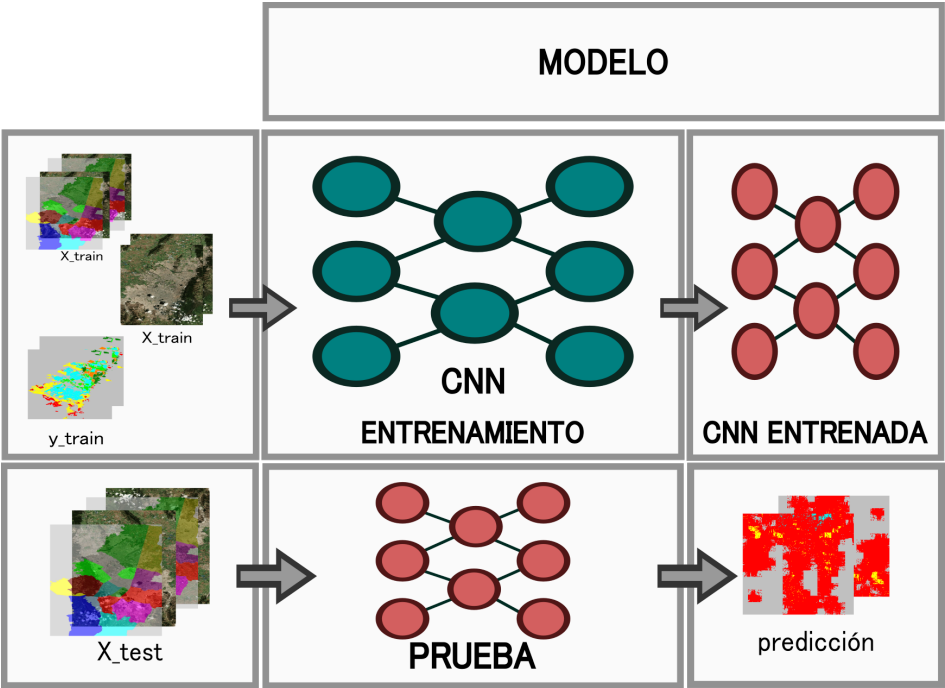 MODELO
X_train
X_train
y_train
CNN
ENTRENAMIENTO
CNN ENTRENADA
X_test
PRUEBA
predicción